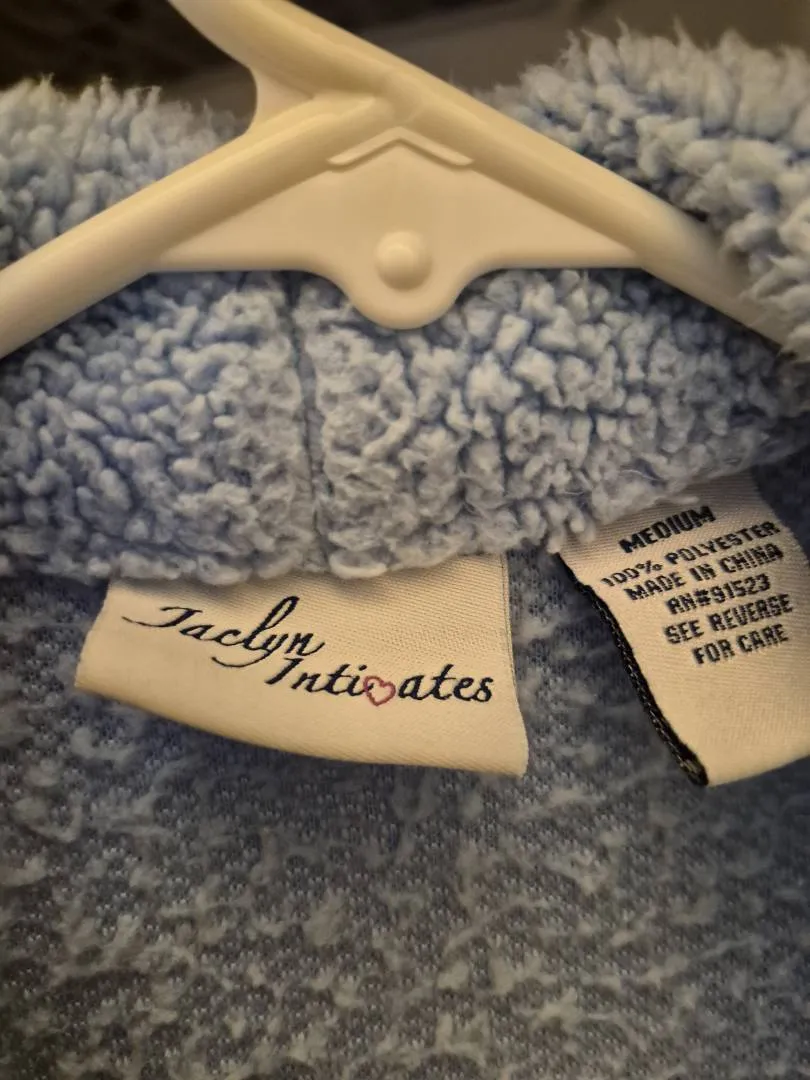 Jaclyn
Intimates
MEDIUM
100% POLYESTER
MADE IN CHINA
RN#91523
SEE REVERSE
FOR CARE